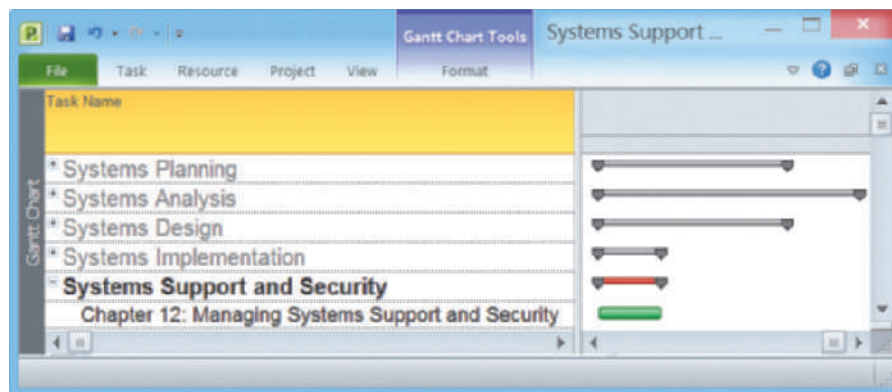 P
Gantt Chart Tools
Systems Support ...
File Task Resource Project View Format
Task Name
Gantt Chart
Systems Planning
Systems Analysis
Systems Design
Systems Implementation
Systems Support and Security
Chapter 12: Managing Systems Support and Security